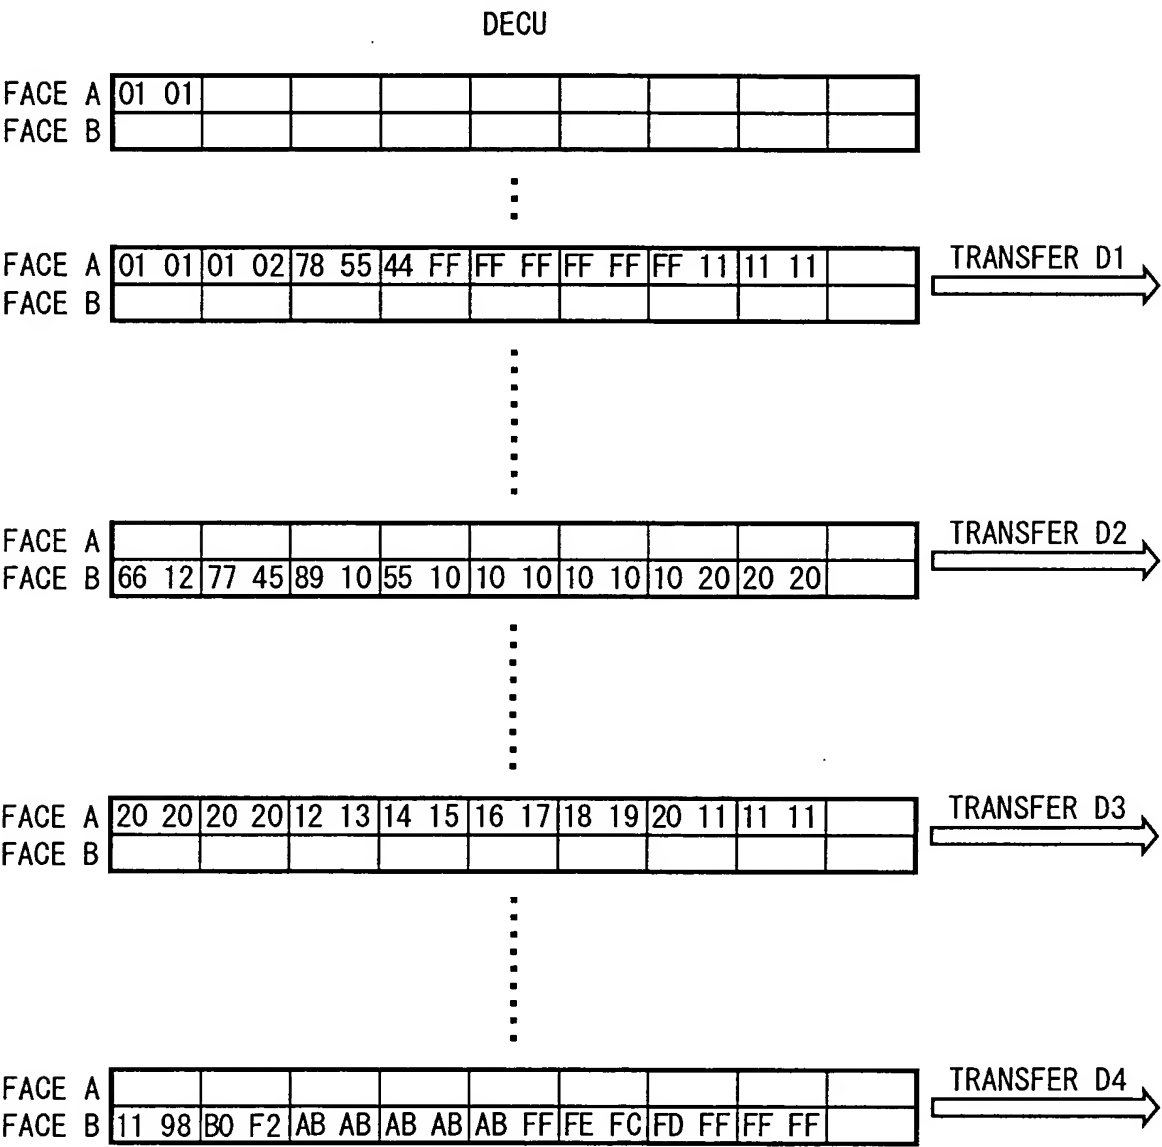 DECU
FACE A 01 01
FACE B
FACE A 01 01 01 02 78 55 44 FF FF FF FF FF FF 11 11 11 TRANSFER D1
FACE B
FACE A TRANSFER D2
FACE B 66 12 77 45 89 10 55 10 10 10 10 10 10 20 20 20
FACE A 20 20 20 20 12 13 14 15 16 17 18 19 20 11 11 11 TRANSFER D3
FACE B
FACE A TRANSFER D4
FACE B 11 98 B0 F2 AB AB AB AB AB FF FE FC FD FF FF FF